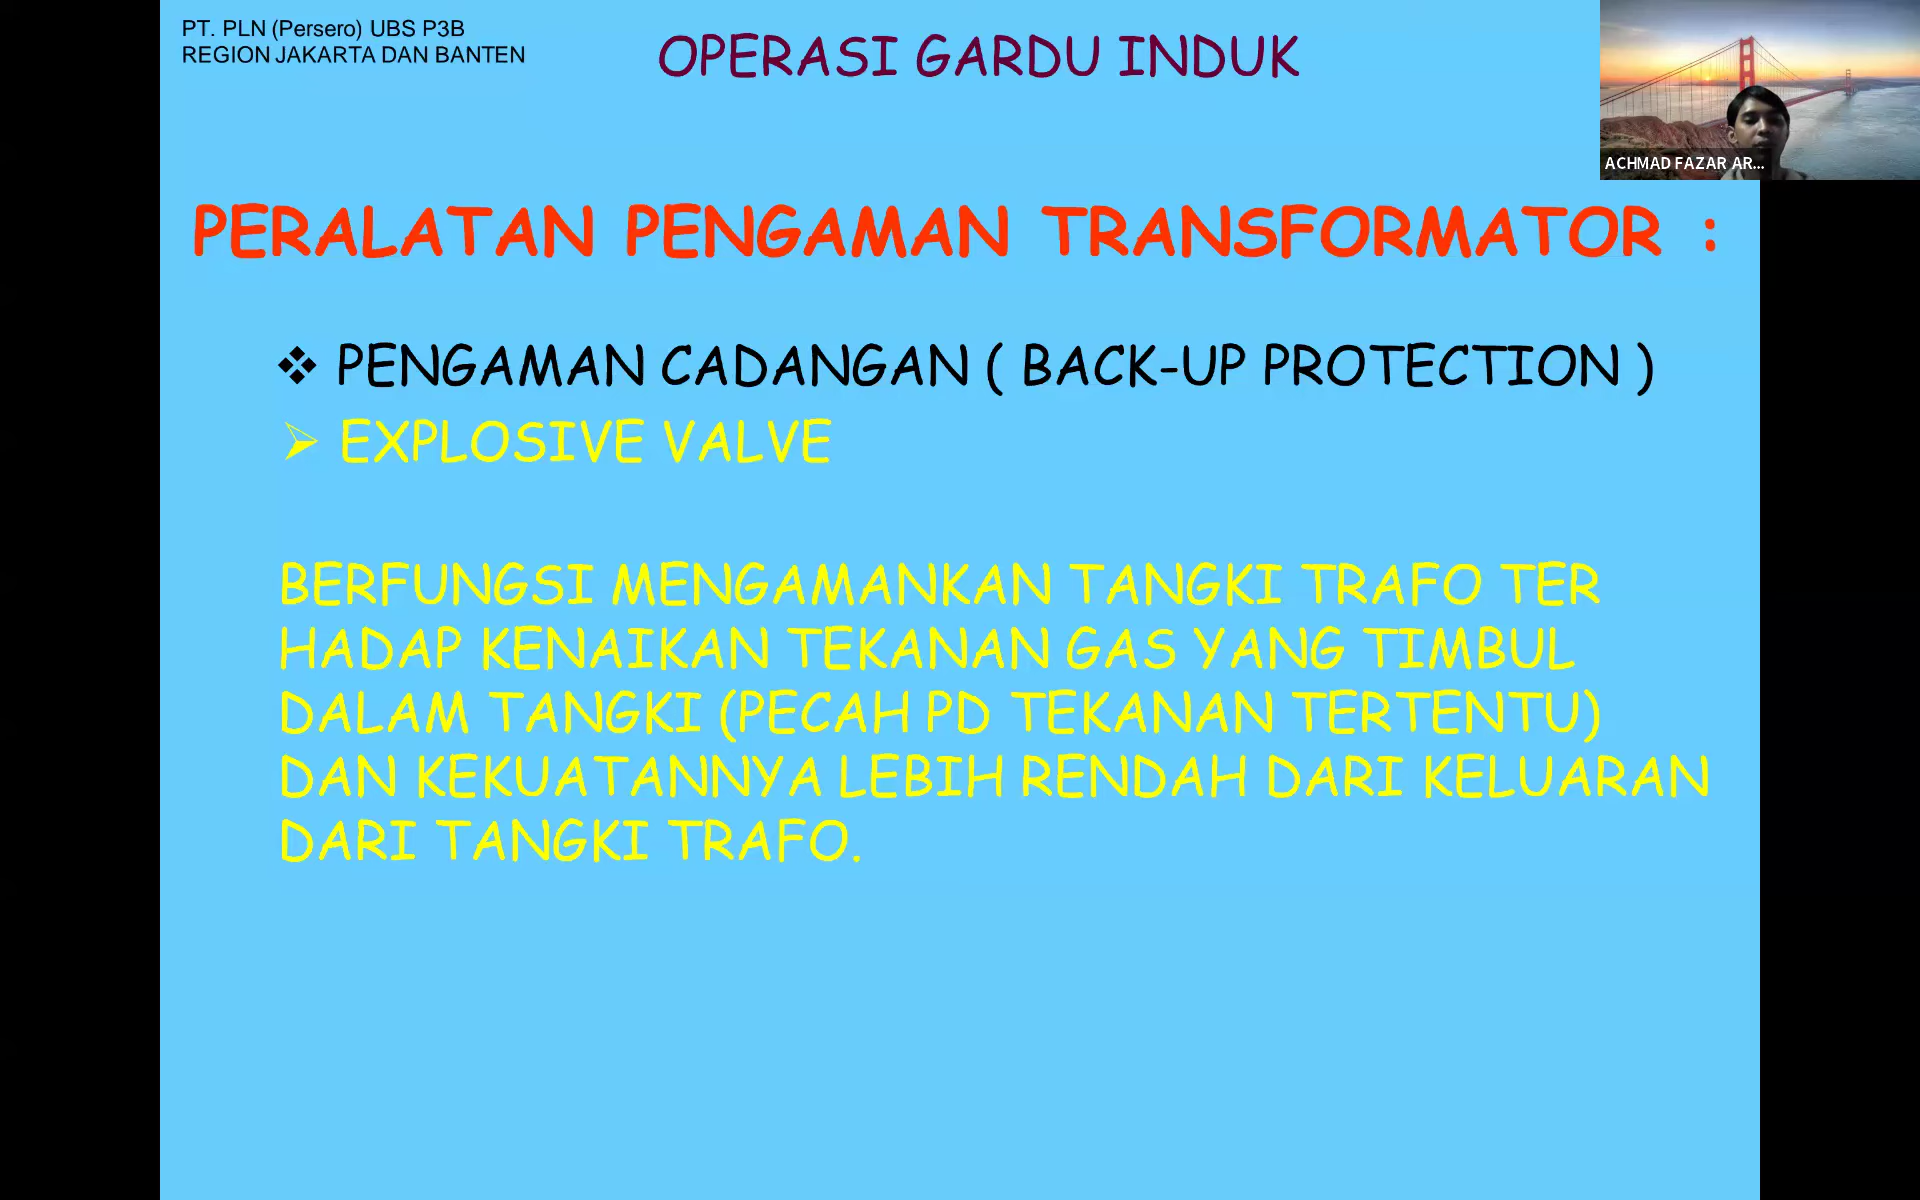 PT. PLN (Persero) UBS P3B
REGION JAKARTA DAN BANTEN
OPERASI GARDU INDUK
ACHMAD FAZAR AR...
PERALATAN PENGAMAN TRANSFORMATOR :
❖ PENGAMAN CADANGAN ( BACK-UP PROTECTION )
➢ EXPLOSIVE VALVE
BERFUNGSI MENGAMANKAN TANGKI TRAFO TER
HADAP KENAIKAN TEKANAN GAS YANG TIMBUL
DALAM TANGKI (PECAH PD TEKANAN TERTENTU)
DAN KEKUATANNYA LEBIH RENDAH DARI KELUARAN
DARI TANGKI TRAFO.